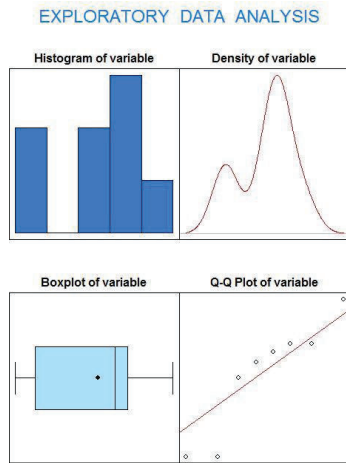 EXPLORATORY DATA ANALYSIS
Histogram of variable
Density of variable
Boxplot of variable
Q-Q Plot of variable